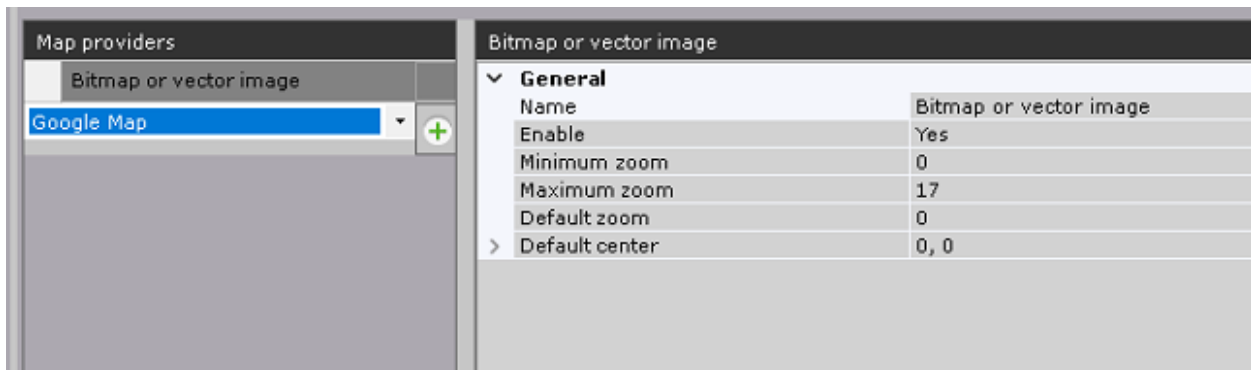 Map providers
Bitmap or vector image
Google Map
Bitmap or vector image
General
Name Bitmap or vector image
Enable Yes
Minimum zoom 0
Maximum zoom 17
Default zoom 0
Default center 0, 0